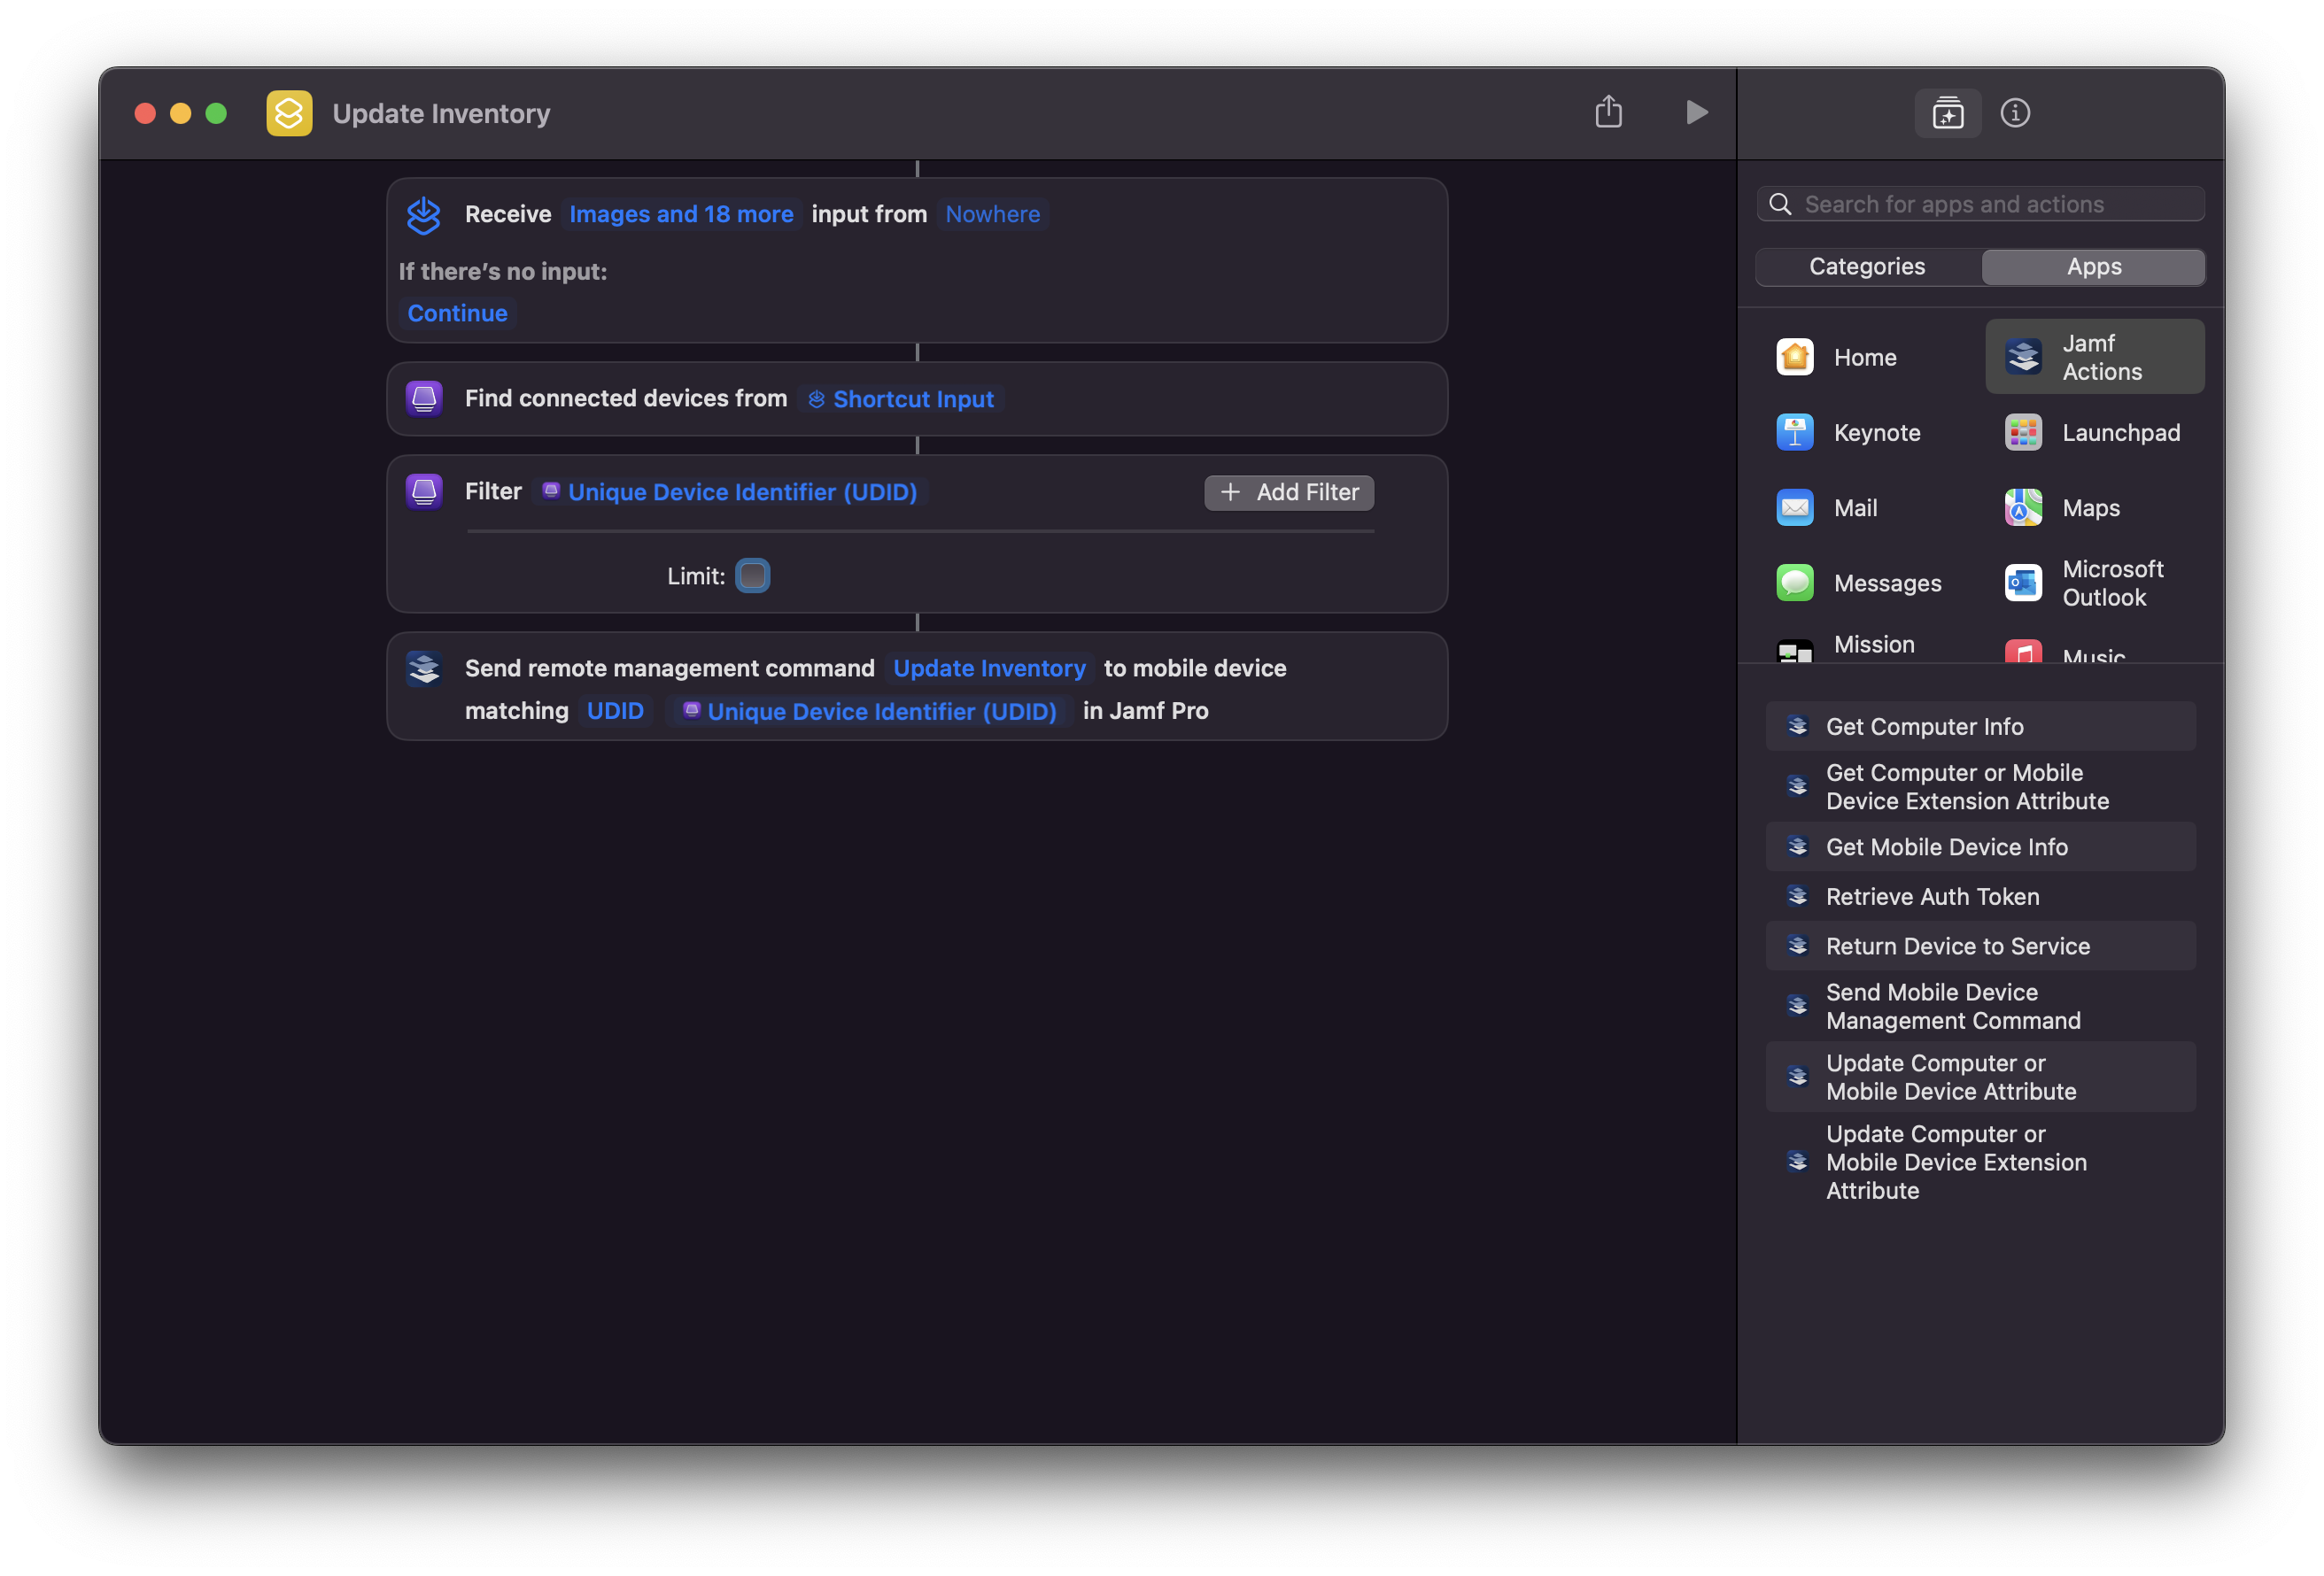 Update Inventory
Receive Images and 18 more input from Nowhere
If there’s no input:
Continue
Find connected devices from Shortcut Input
Filter Unique Device Identifier (UDID)
Add Filter
Limit:
Send remote management command Update Inventory to mobile device
matching UDID Unique Device Identifier (UDID) in Jamf Pro
Search for apps and actions
Categories
Apps
Home
Jamf
Actions
Keynote
Launchpad
Mail
Maps
Messages
Microsoft
Outlook
Mission
Music
Get Computer Info
Get Computer or Mobile
Device Extension Attribute
Get Mobile Device Info
Retrieve Auth Token
Return Device to Service
Send Mobile Device
Management Command
Update Computer or
Mobile Device Attribute
Update Computer or
Mobile Device Extension
Attribute